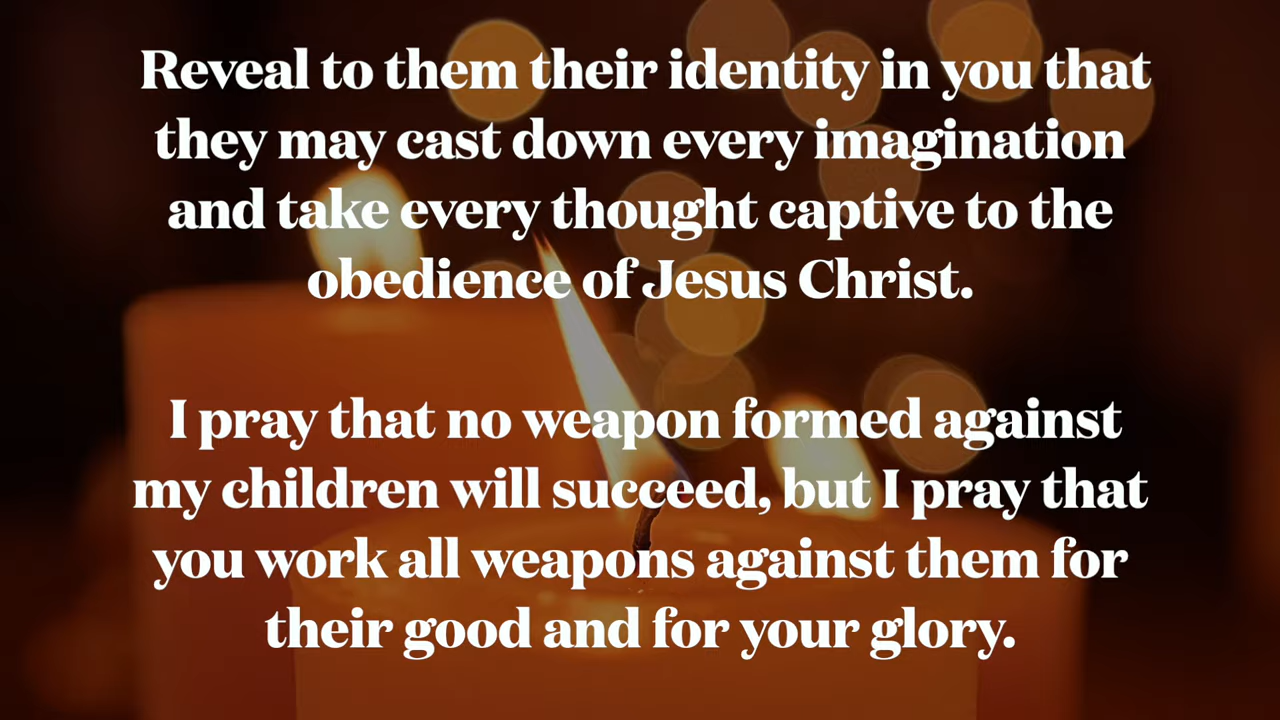 Reveal to them their identity in you that
they may cast down every imagination
and take every thought captive to the
obedience of Jesus Christ.
I pray that no weapon formed against
my children will succeed, but I pray that
you work all weapons against them for
their good and for your glory.